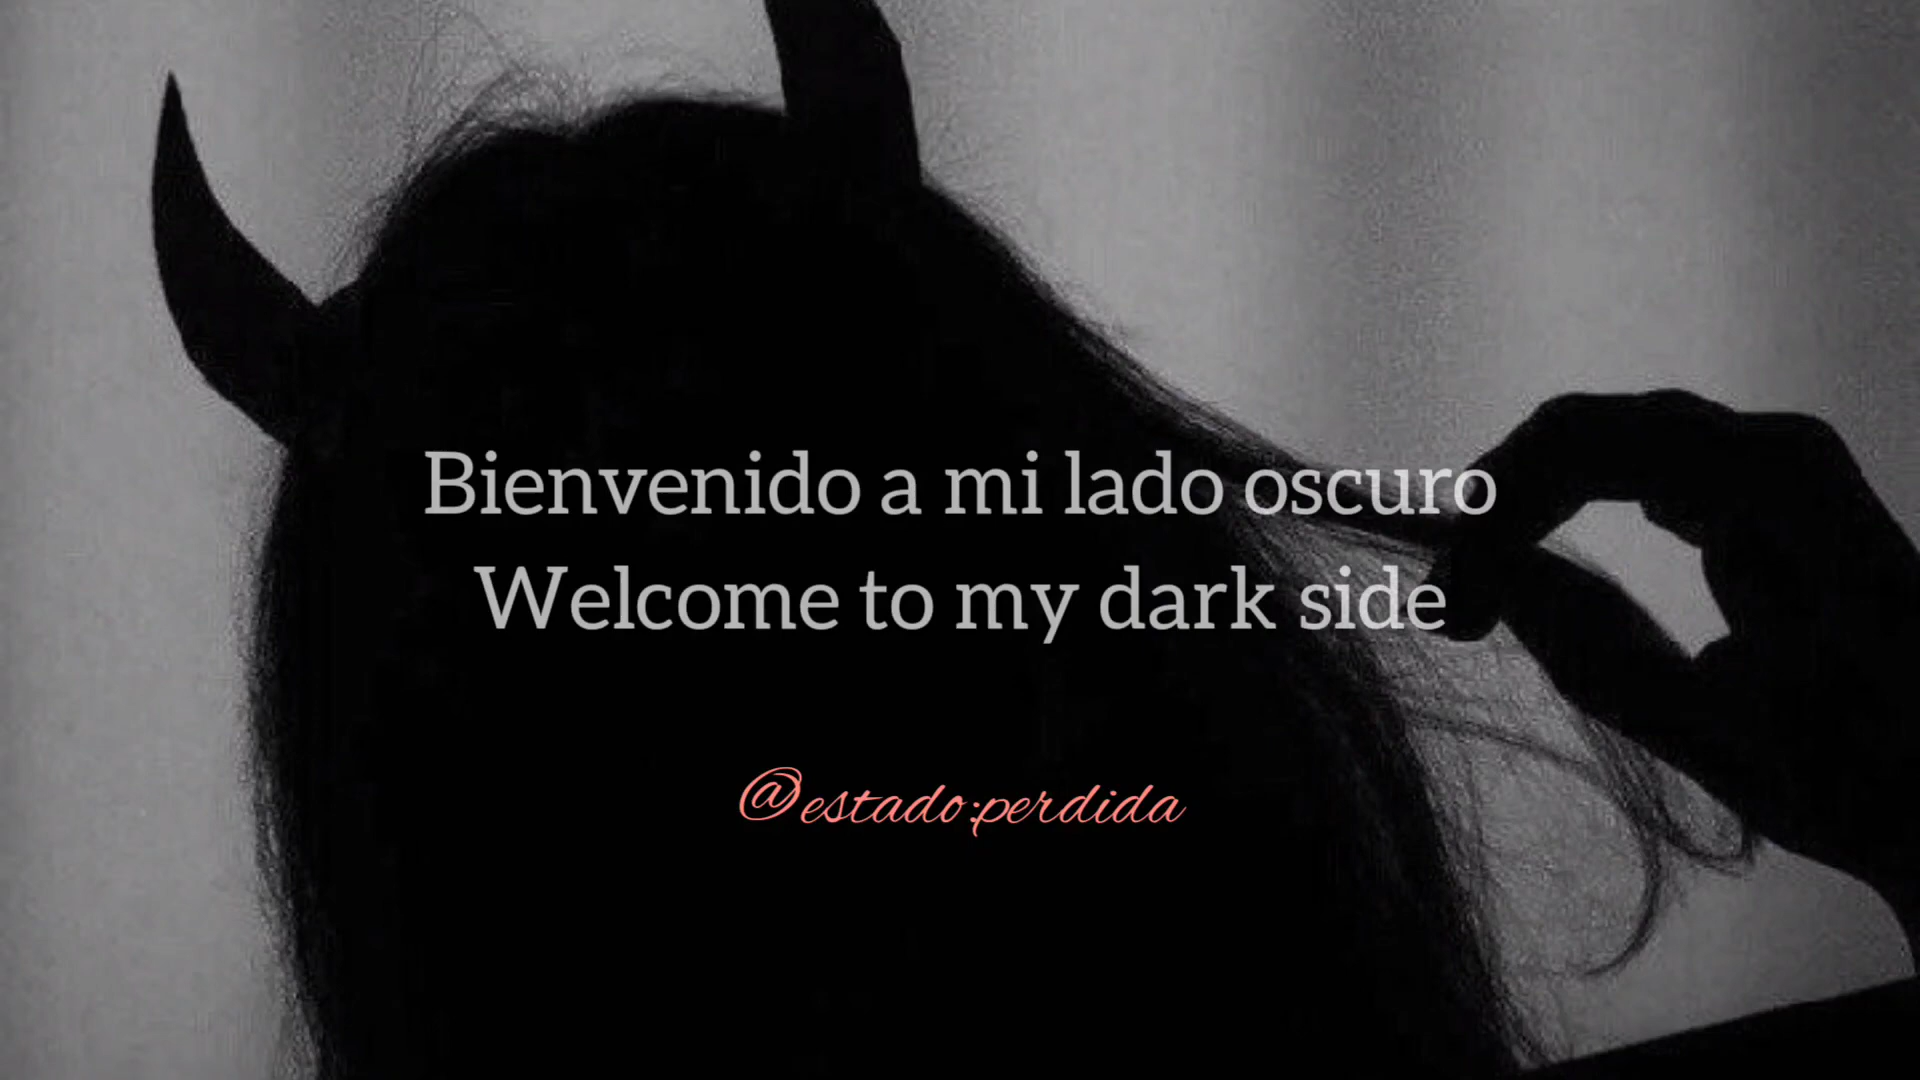 Bienvenido a mi lado oscuro
Welcome to my dark side
@estado:perdida